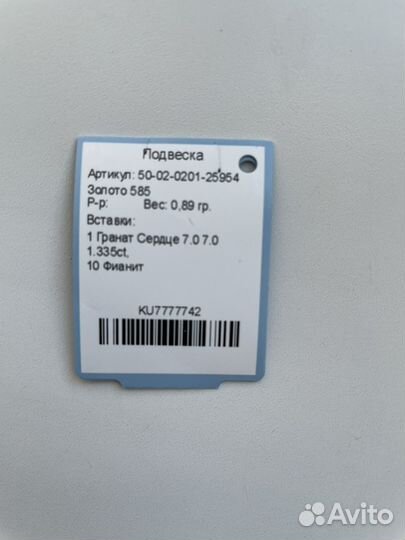 Подвеска
Артикул: 50-02-0201-25954
Золото 585
Р-р: Вес: 0,89 гр.
Вставки:
1 Гранат Сердце 7.0 7.0
1.335ct,
10 Фианит
KU7777742
Avito